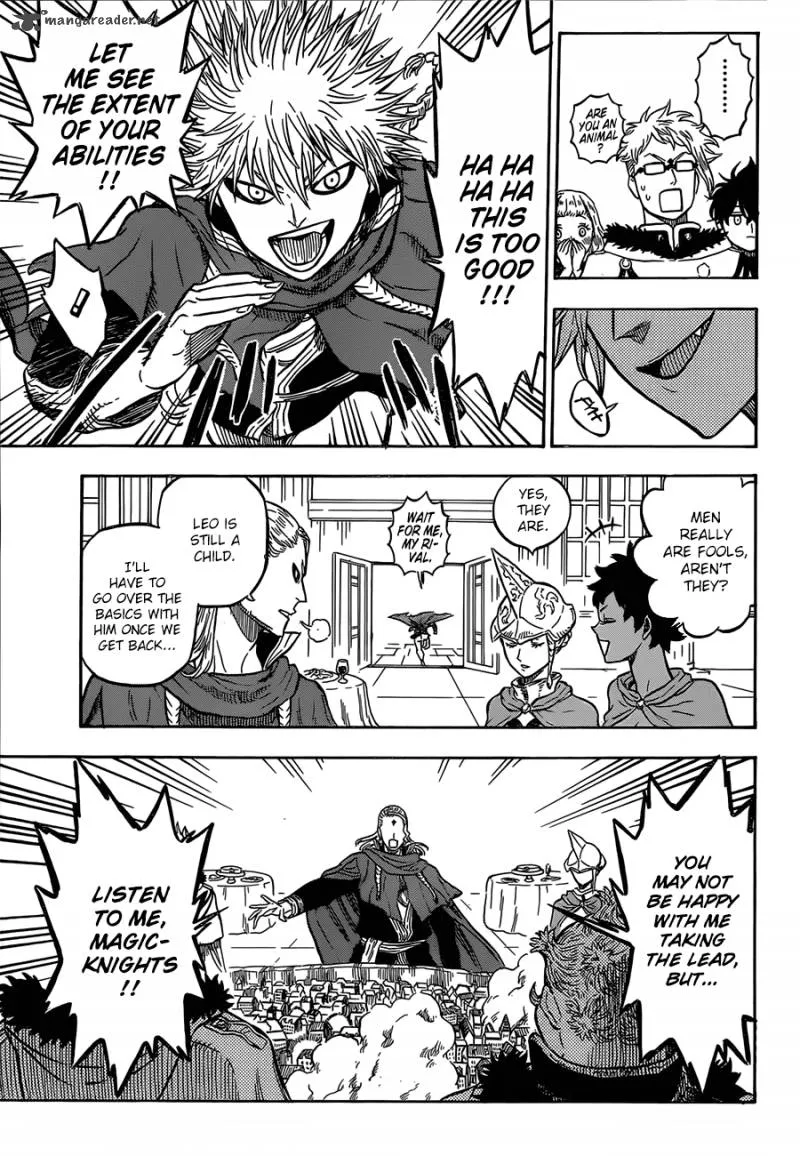 mangareader.net
.........
ARE
YOU AN
ANIMAL
?
HA HA
HA HA
THIS
IS TOO
GOOD
!!!
LET
ME SEE
THE EXTENT
OF YOUR
ABILITIES
!!
MEN
REALLY
ARE FOOLS,
AREN'T
THEY?
YES,
THEY
ARE.
WAIT
FOR ME,
MY RI-
VAL.
LEO IS
STILL A
CHILD.
I'LL
HAVE TO
GO OVER THE
BASICS WITH
HIM ONCE WE
GET BACK...
YOU
MAY NOT
BE HAPPY
WITH ME
TAKING
THE LEAD,
BUT...
LISTEN
TO ME,
MAGIC-
KNIGHTS
!!